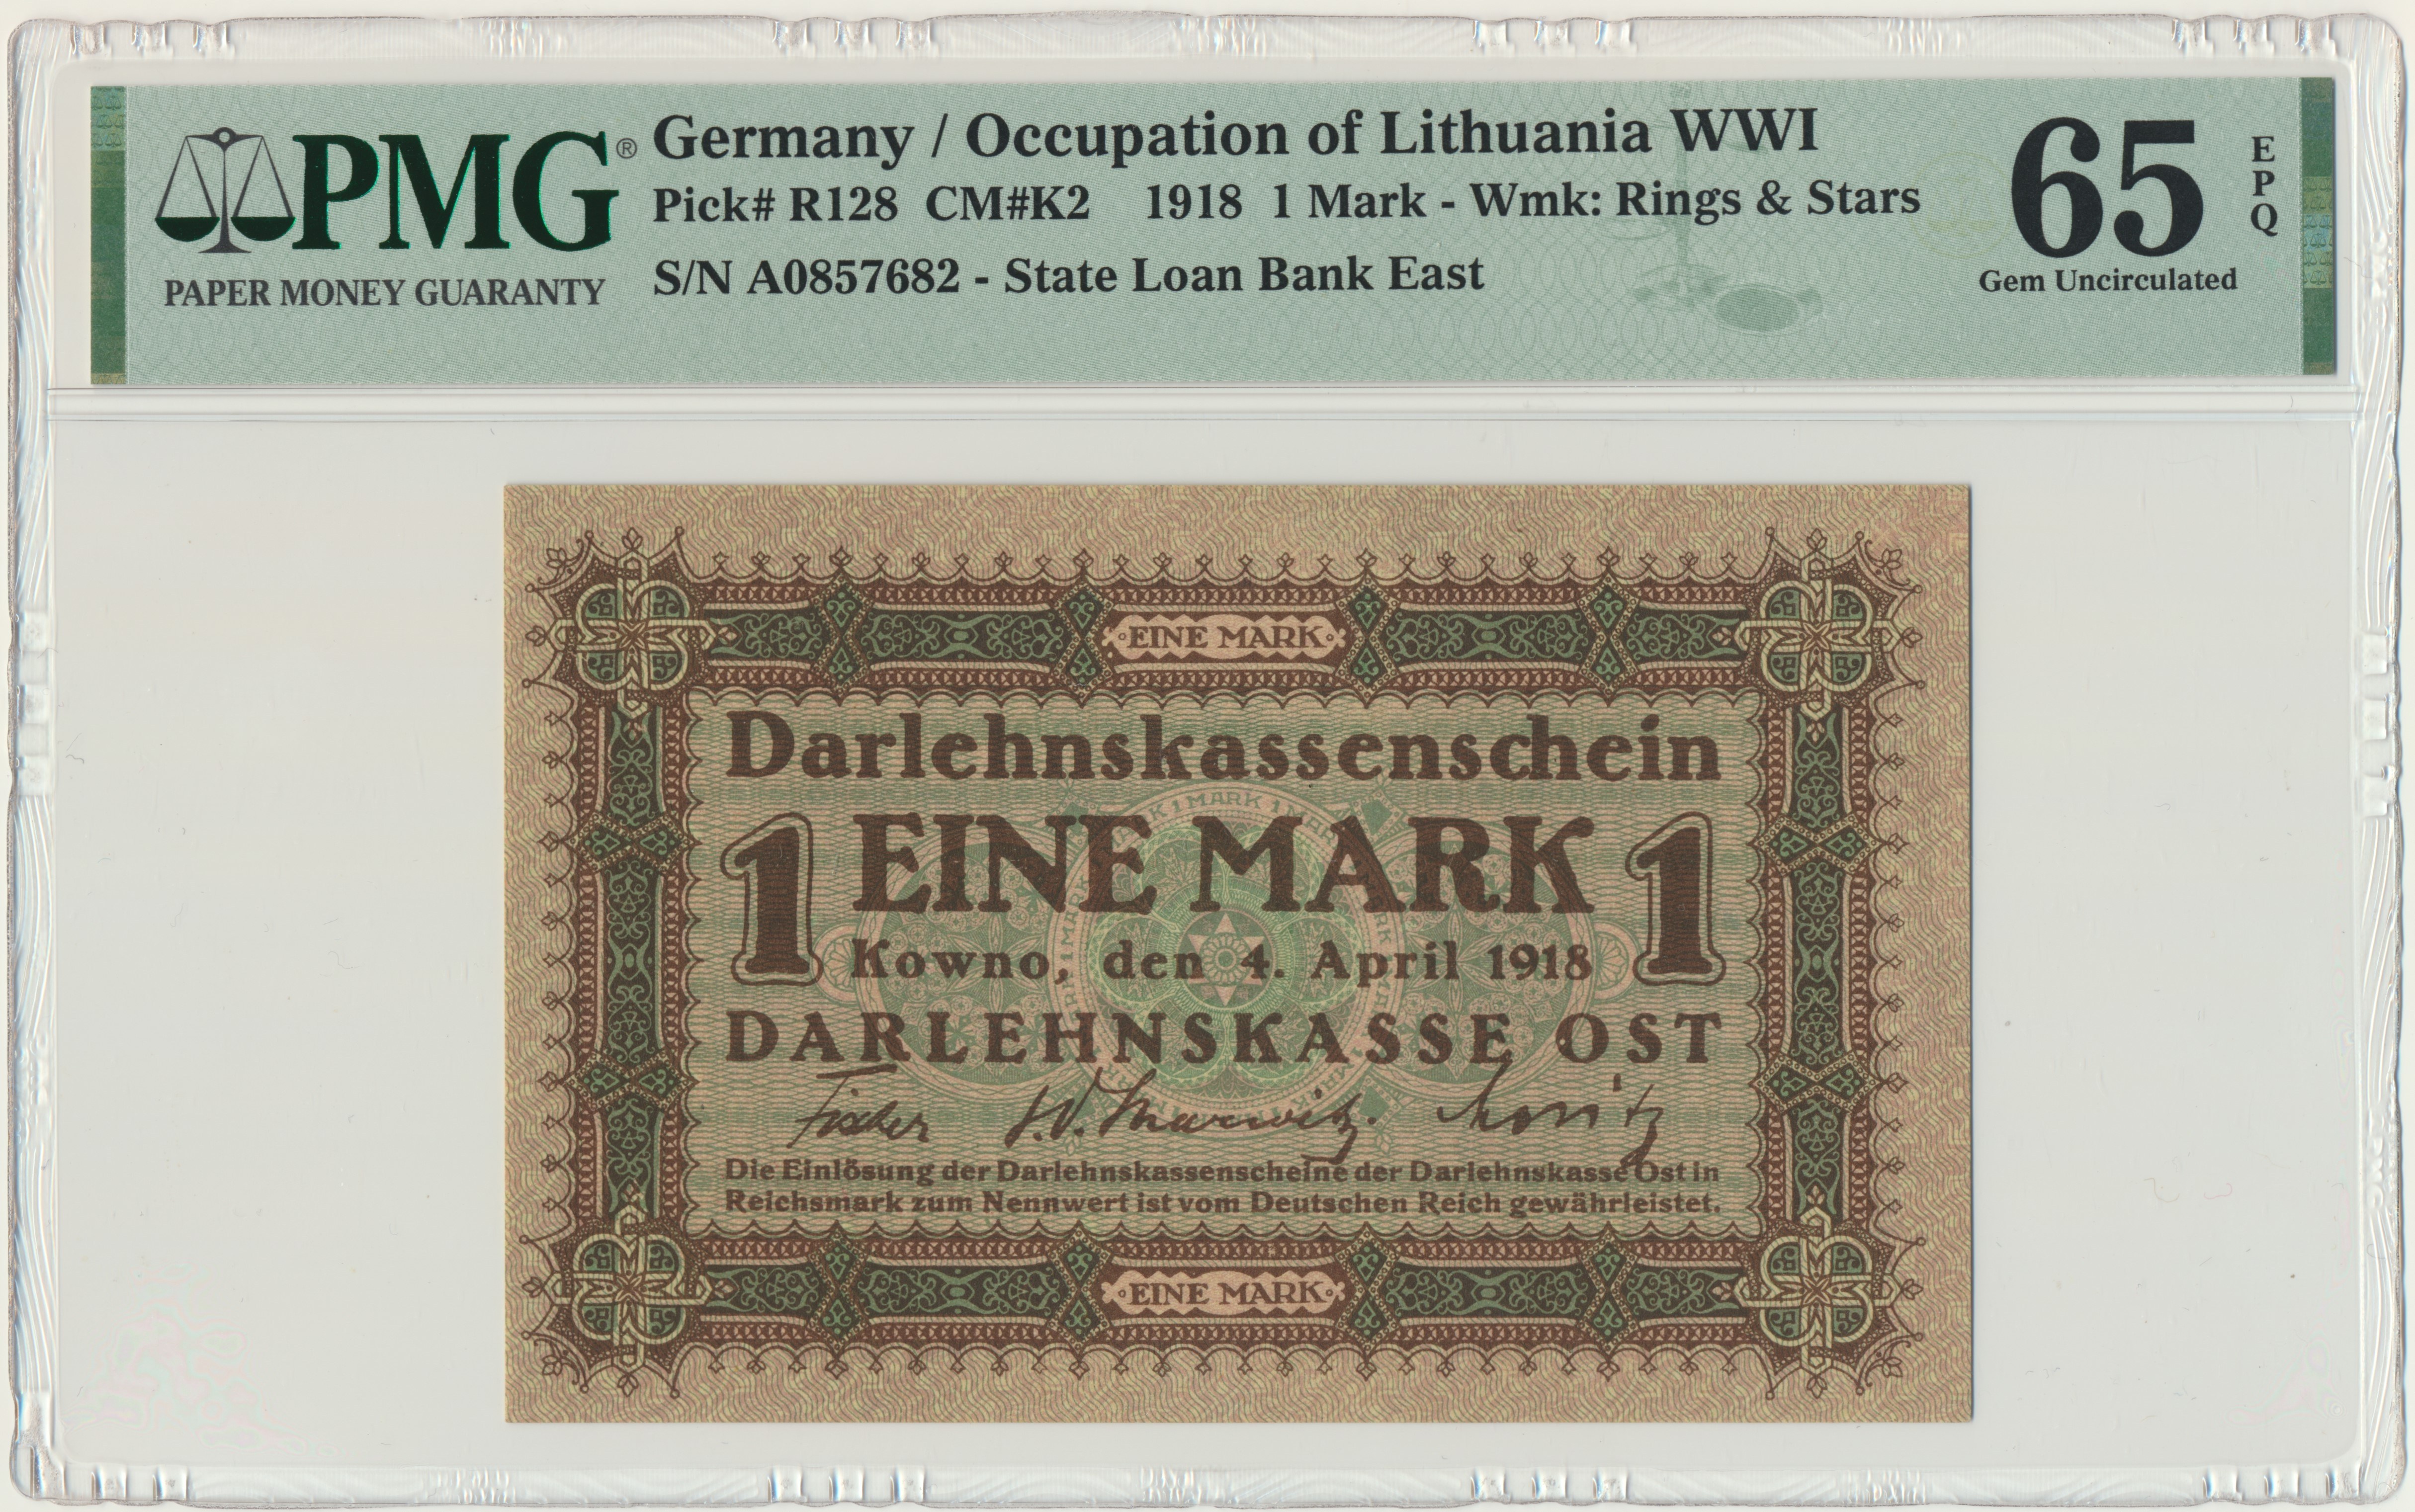 PMG®
PAPER MONEY GUARANTY
Germany / Occupation of Lithuania WWI
Pick# R128 CM#K2 1918 1 Mark - Wmk: Rings & Stars
S/N A0857682 - State Loan Bank East
65
EPQ
Gem Uncirculated
EINE MARK
Darlehnskassenschein
1 EINE MARK 1
Kowno, den 4. April 1918
DARLEHNSKASSE OST
Fischer
Die Einlösung der Darlehnskassenscheine der Darlehnskasse Ost in
Reichsmark zum Nennwert ist vom Deutschen Reich gewährleistet.
EINE MARK